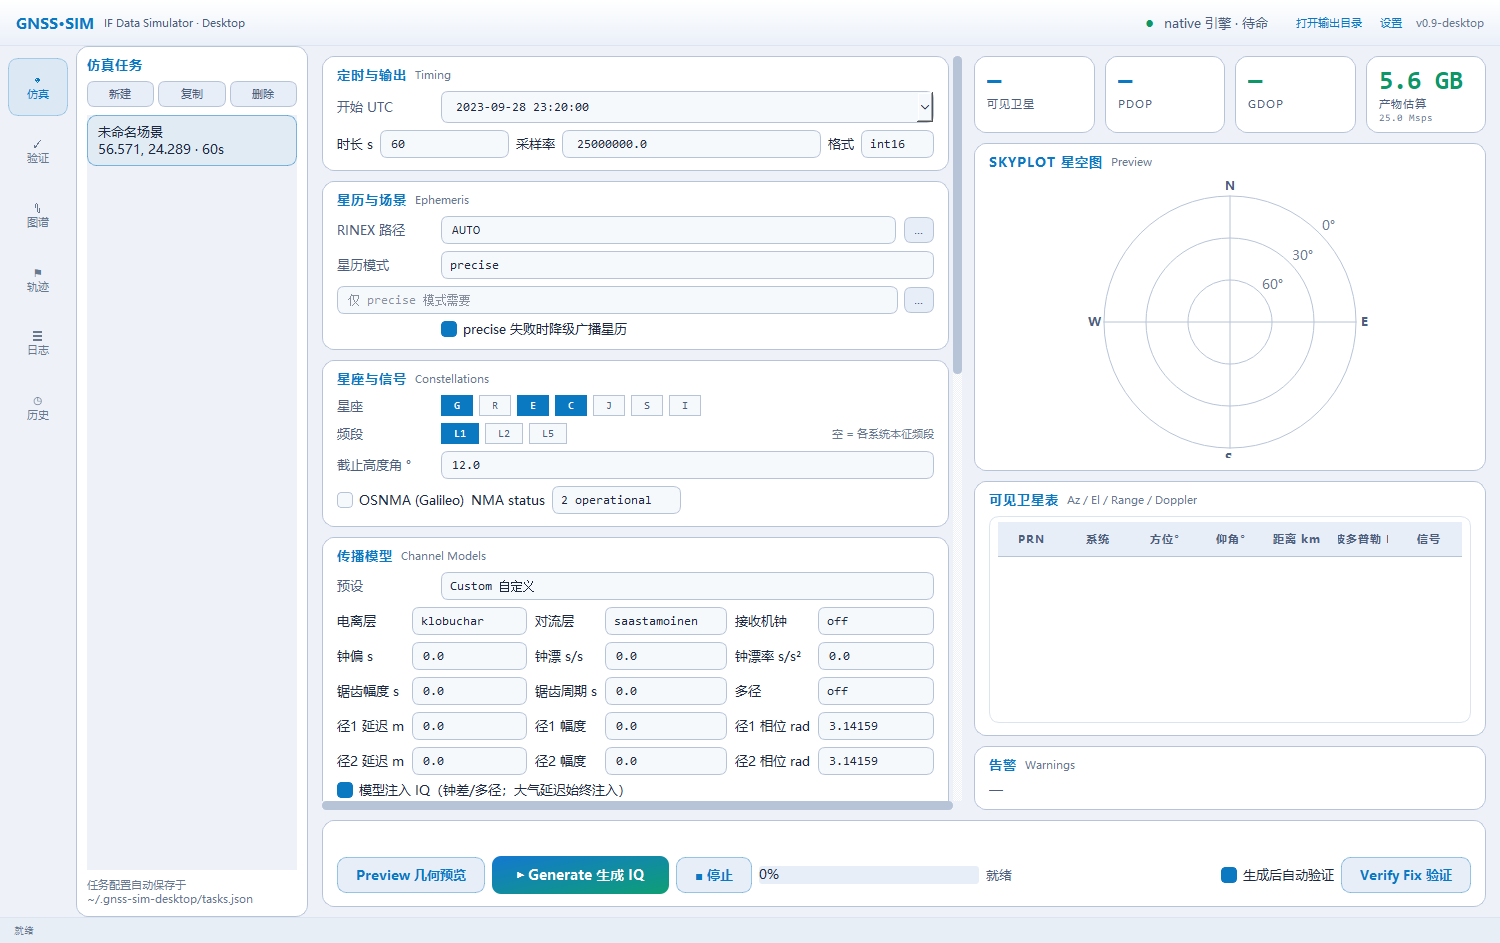 GNSS•SIM IF Data Simulator · Desktop
native 引擎 · 待命 打开输出目录 设置 v0.9-desktop
仿真
验证
图谱
轨迹
日志
历史
仿真任务
新建 复制 删除
未命名场景
56.571, 24.289 · 60s
任务配置自动保存于
~/.gnss-sim-desktop/tasks.json
定时与输出 Timing
开始 UTC 2023-09-28 23:20:00
时长 s 60 采样率 25000000.0 格式 int16
星历与场景 Ephemeris
RINEX 路径 AUTO ...
星历模式 precise
仅 precise 模式需要 ...
precise 失败时降级广播星历
星座与信号 Constellations
星座 G R E C J S I
频段 L1 L2 L5 空 = 各系统本征频段
截止高度角 ° 12.0
OSNMA (Galileo) NMA status 2 operational
传播模型 Channel Models
预设 Custom 自定义
电离层 klobuchar 对流层 saastamoinen 接收机钟 off
钟偏 s 0.0 钟漂 s/s 0.0 钟漂率 s/s² 0.0
锯齿幅度 s 0.0 锯齿周期 s 0.0 多径 off
径1 延迟 m 0.0 径1 幅度 0.0 径1 相位 rad 3.14159
径2 延迟 m 0.0 径2 幅度 0.0 径2 相位 rad 3.14159
模型注入 IQ（钟差/多径；大气延迟始终注入）
— 可见卫星
— PDOP
— GDOP
5.6 GB
产物估算
25.0 Msps
SKYPLOT 星空图 Preview
N
0°
30°
60°
W E
S
可见卫星表 Az / El / Range / Doppler
PRN 系统 方位° 仰角° 距离 km 波多普勒 信号
告警 Warnings
—
Preview 几何预览 ▸ Generate 生成 IQ ■ 停止 0% 就绪 生成后自动验证 Verify Fix 验证
就绪